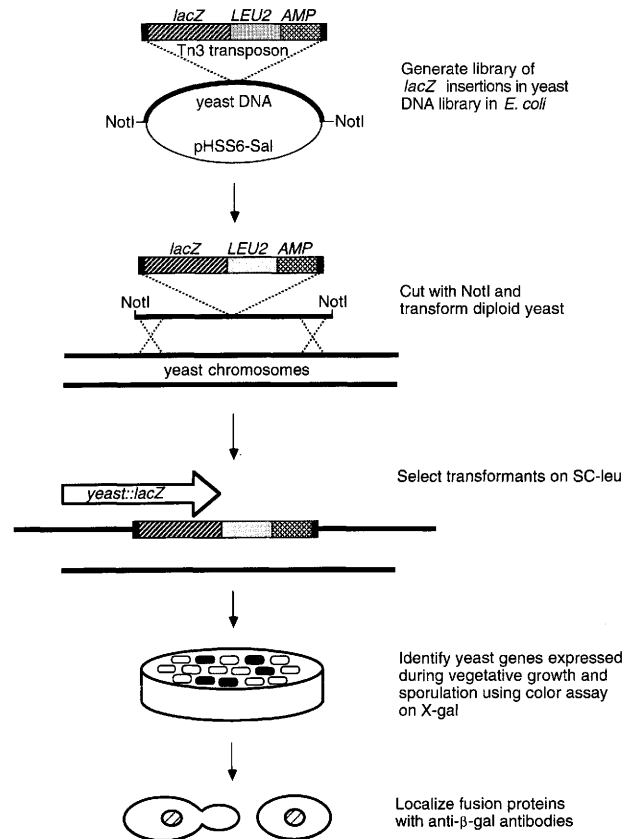 lacZ LEU2 AMP
Tn3 transposon
yeast DNA
NotI NotI
pHSS6-Sal
Generate library of
lacZ insertions in yeast
DNA library in E. coli
lacZ LEU2 AMP
NotI NotI
yeast chromosomes
Cut with NotI and
transform diploid yeast
Select transformants on SC-leu
yeast::lacZ
Identify yeast genes expressed
during vegetative growth and
sporulation using color assay
on X-gal
Localize fusion proteins
with anti-β-gal antibodies